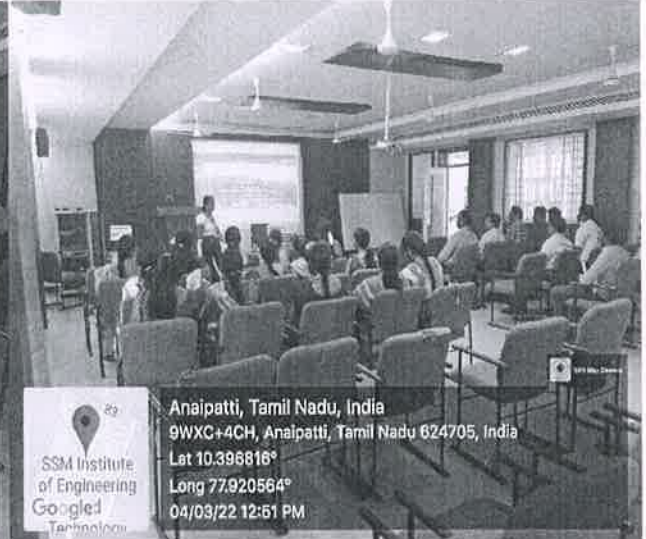 Anaipatti, Tamil Nadu, India
9WXC+4CH, Anaipatti, Tamil Nadu 624705, India
Lat 10.396816°
Long 77.920564°
04/03/22 12:51 PM
SSM Institute
of Engineering
Google
Technology